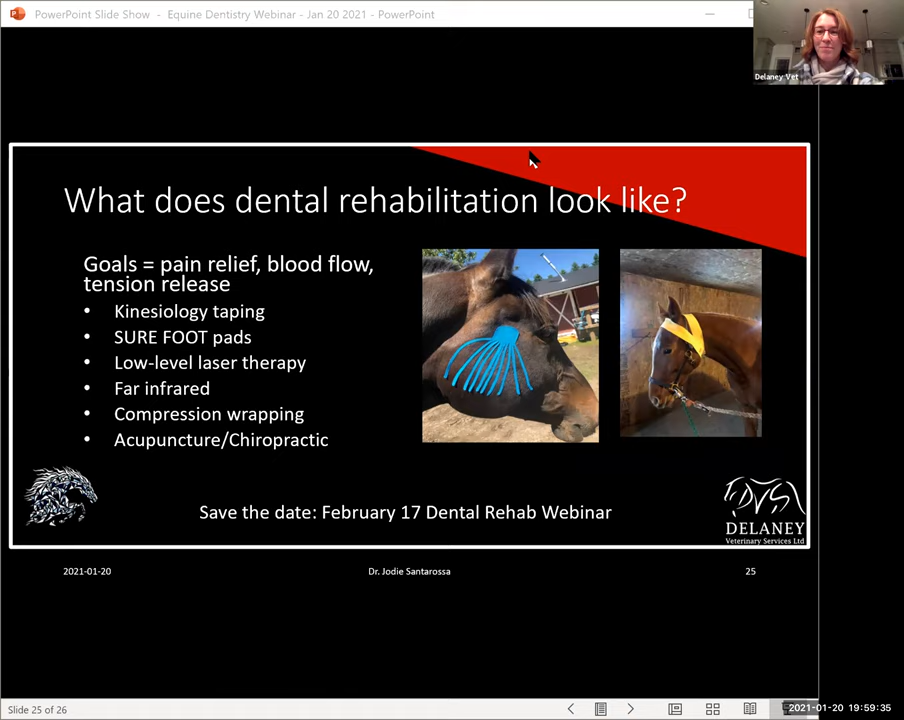 PowerPoint Slide Show - Equine Dentistry Webinar - Jan 20 2021 - PowerPoint
Delaney Vet
What does dental rehabilitation look like?
Goals = pain relief, blood flow,
tension release
• Kinesiology taping
• SURE FOOT pads
• Low-level laser therapy
• Far infrared
• Compression wrapping
• Acupuncture/Chiropractic
Save the date: February 17 Dental Rehab Webinar
DVS
DELANEY
Veterinary Services Ltd
2021-01-20
Dr. Jodie Santarossa
25
Slide 25 of 26
2021-01-20 19:59:35